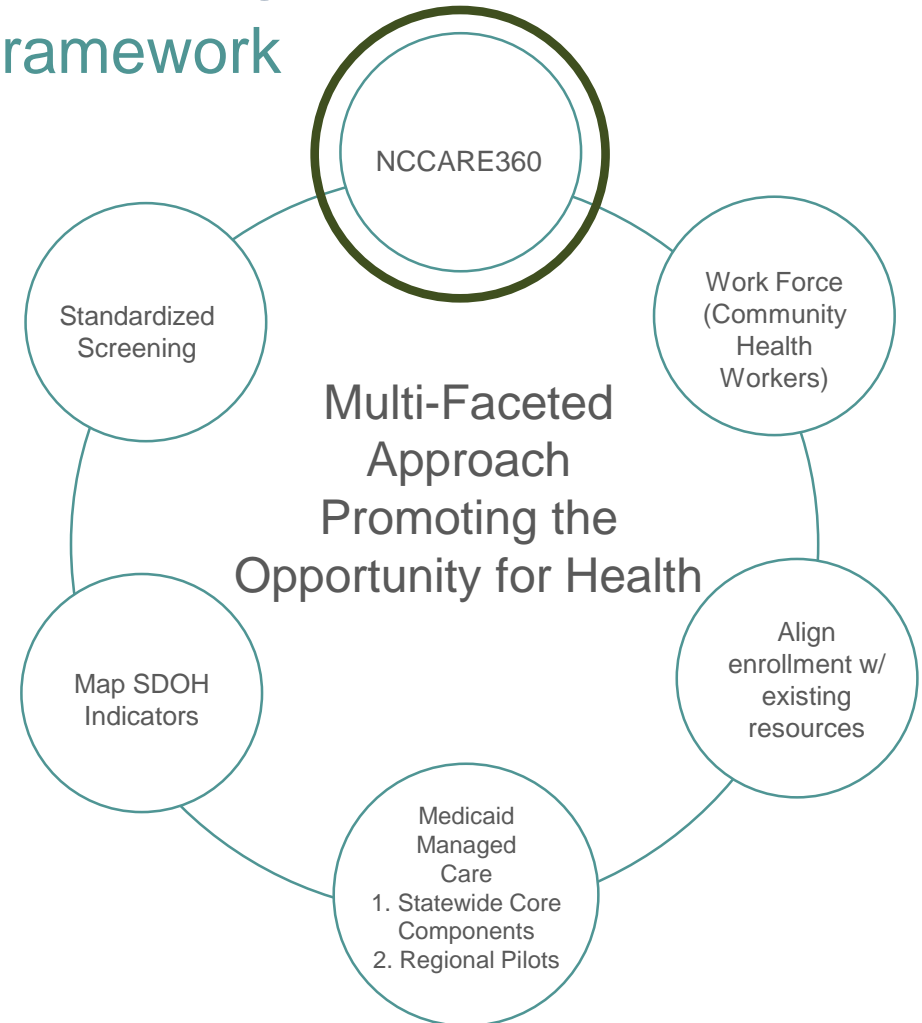 ramework
NCCARE360
Work Force
(Community
Health
Workers)
Standardized
Screening
Multi-Faceted
Approach
Promoting the
Opportunity for Health
Align
enrollment w/
existing
resources
Map SDOH
Indicators
Medicaid
Managed
Care
1. Statewide Core
Components
2. Regional Pilots